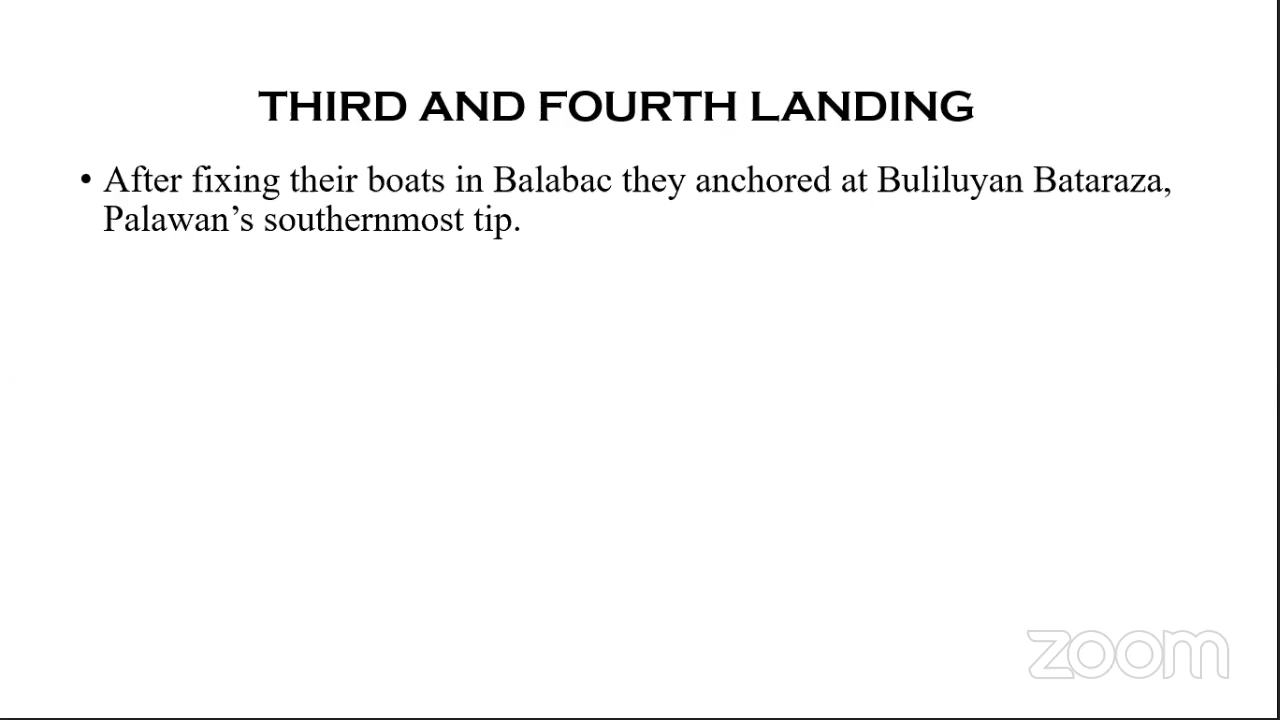 THIRD AND FOURTH LANDING
• After fixing their boats in Balabac they anchored at Buliluyan Bataraza,
Palawan’s southernmost tip.
zoom